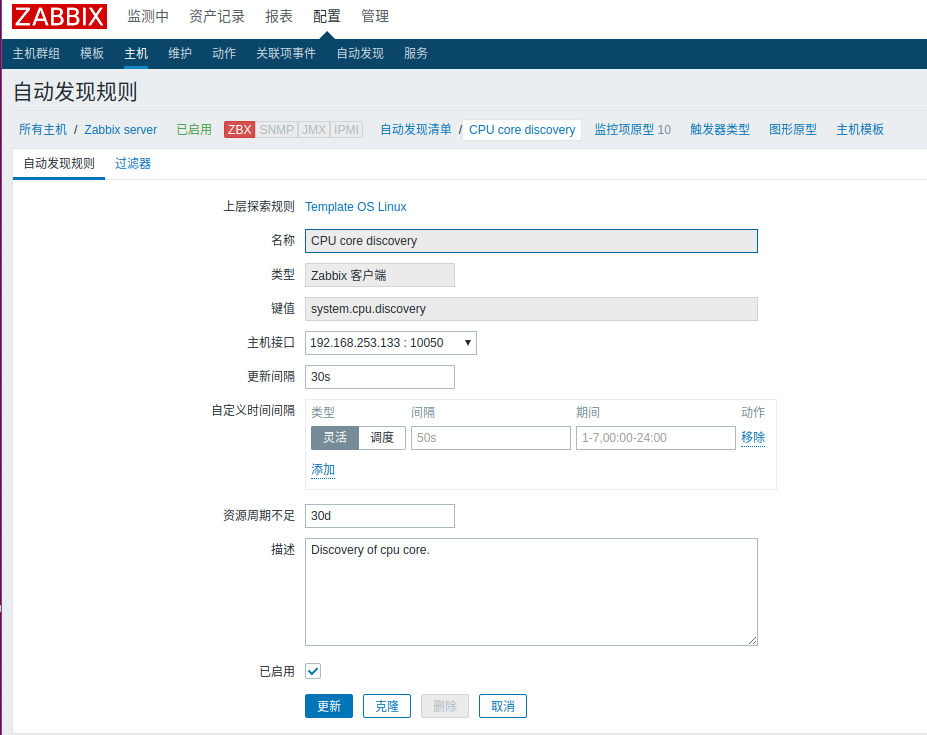 ZABBIX 监测中 资产记录 报表 配置 管理
主机群组 模板 主机 维护 动作 关联项事件 自动发现 服务
自动发现规则
所有主机 / Zabbix server 已启用 ZBX SNMP JMX IPMI 自动发现清单 / CPU core discovery 监控项原型 10 触发器类型 图形原型 主机模板
自动发现规则 过滤器
上层探索规则 Template OS Linux
名称 CPU core discovery
类型 Zabbix 客户端
键值 system.cpu.discovery
主机接口 192.168.253.133 : 10050
更新间隔 30s
自定义时间间隔 类型 间隔 期间 动作
灵活 调度 50s 1-7,00:00-24:00 移除
添加
资源周期不足 30d
描述 Discovery of cpu core.
已启用
更新 克隆 删除 取消